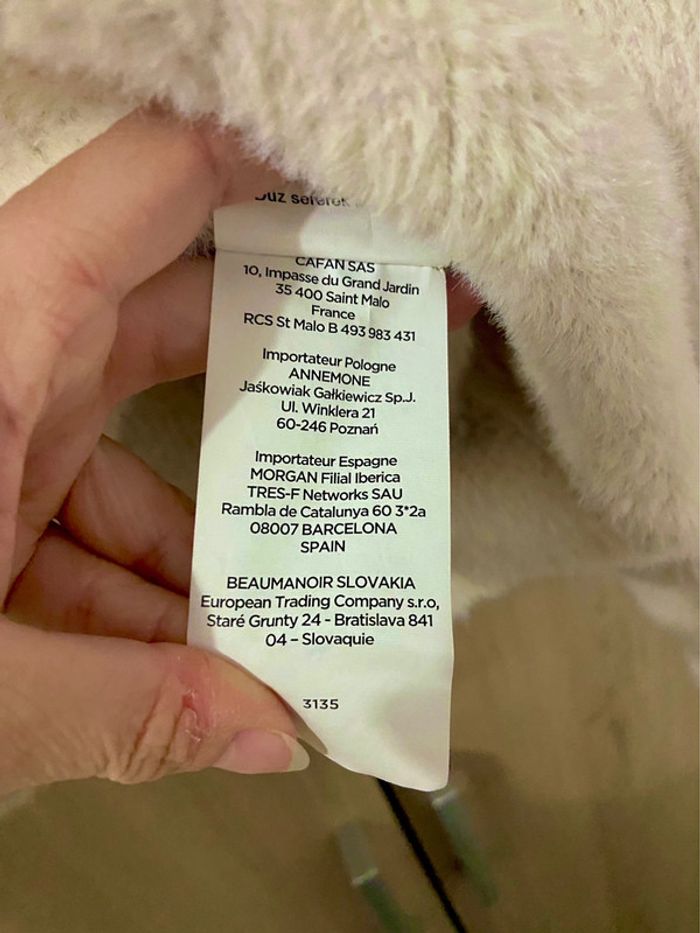 CAFAN SAS
10, Impasse du Grand Jardin
35 400 Saint Malo
France
RCS St Malo B 493 983 431
Importateur Pologne
ANNEMONE
Jaśkowiak Gałkiewicz Sp.J.
Ul. Winklera 21
60-246 Poznań
Importateur Espagne
MORGAN Filial Iberica
TRES-F Networks SAU
Rambla de Catalunya 60 3*2a
08007 BARCELONA
SPAIN
BEAUMANOIR SLOVAKIA
European Trading Company s.r.o,
Staré Grunty 24 - Bratislava 841
04 – Slovaquie
3135